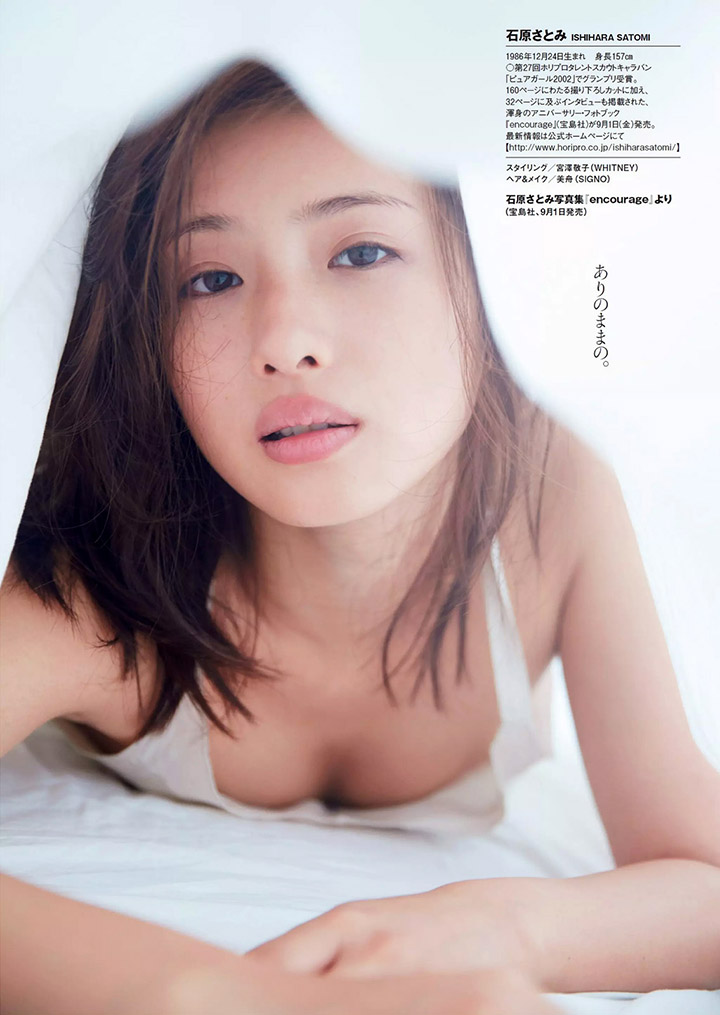 石原さとみ ISHIHARA SATOMI
1986年12月24日生まれ　身長157㎝
○第27回ホリプロタレントスカウトキャラバン
「ピュアガール2002」でグランプリ受賞。
160ページにわたる撮り下ろしカットに加え、
32ページに及ぶインタビューも掲載された、
渾身のアニバーサリー・フォトブック
『encourage』(宝島社)が9月1日(金)発売。
最新情報は公式ホームページにて
【http://www.horipro.co.jp/ishiharasatomi/】
スタイリング／宮澤敬子(WHITNEY)
ヘア&メイク／美舟(SIGNO)
石原さとみ写真集『encourage』より
(宝島社、9月1日発売)
ありのままの。